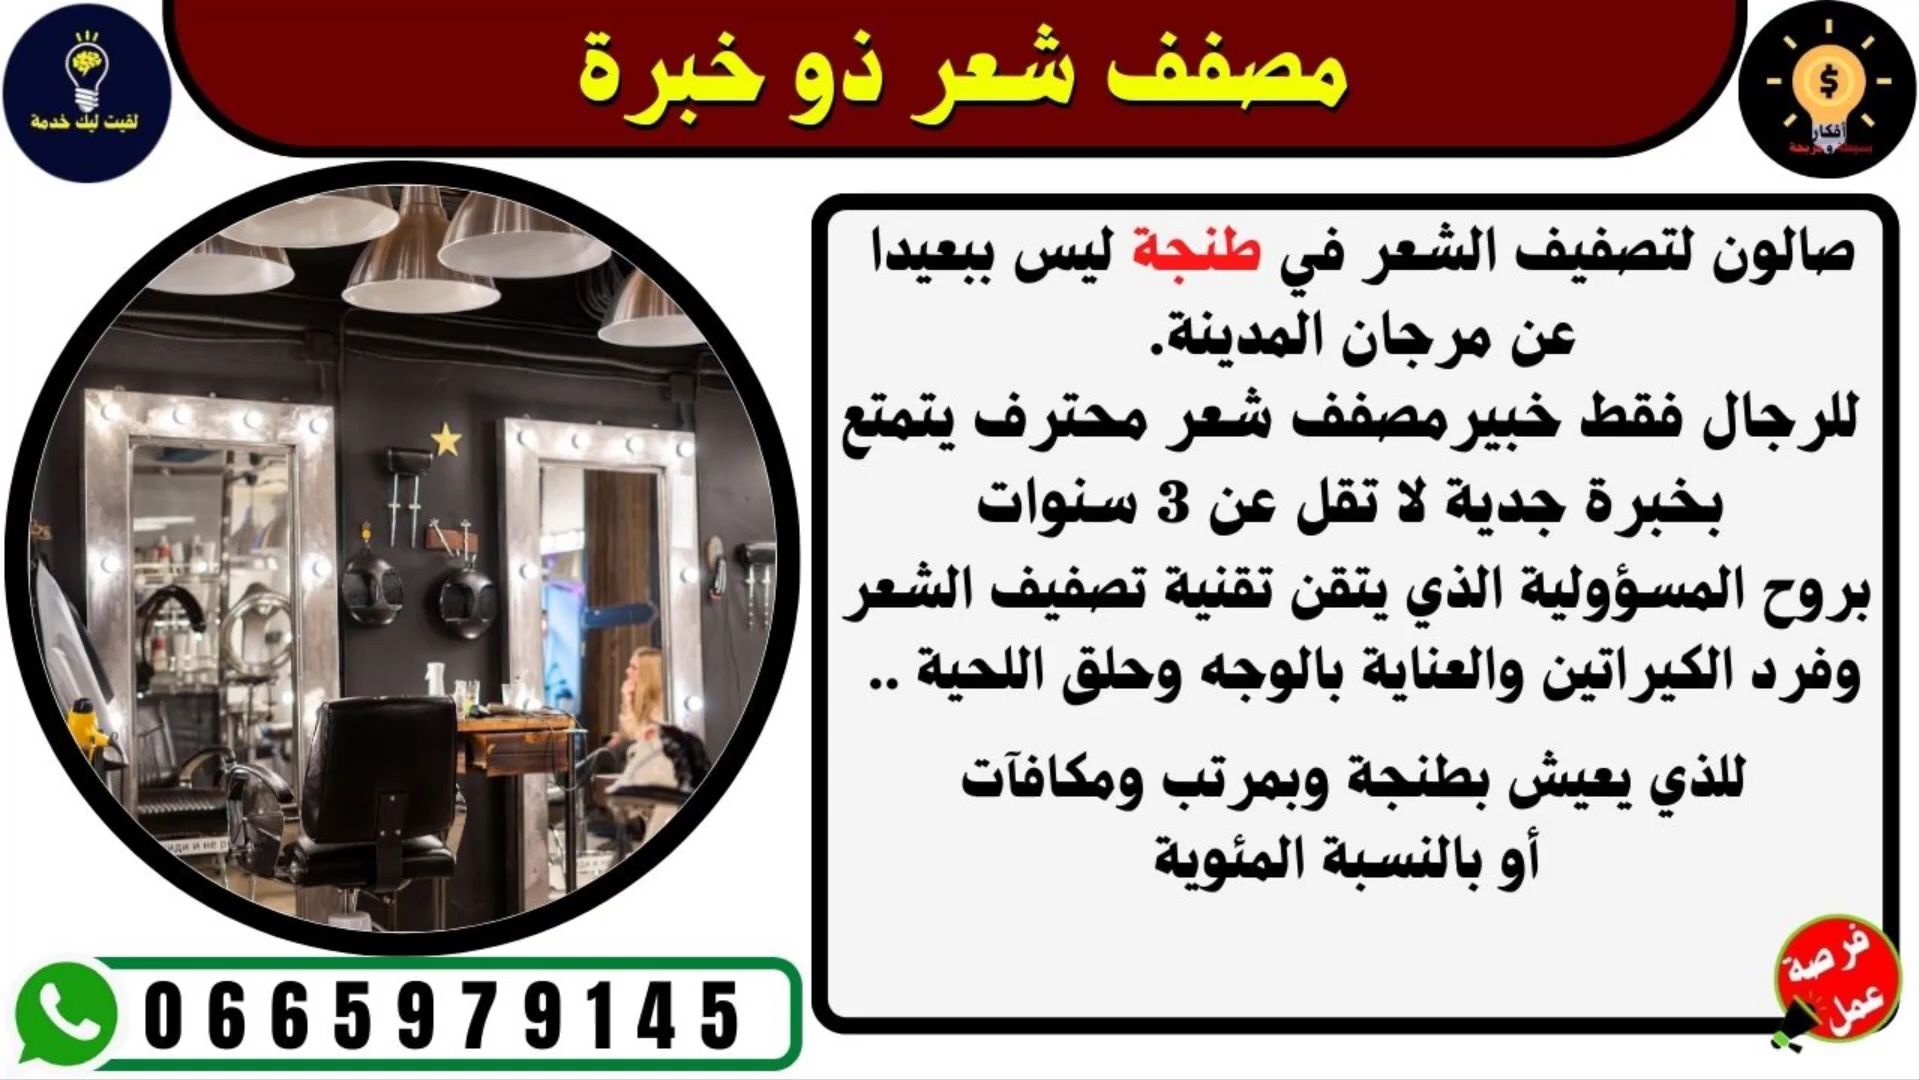 مصفف شعر ذو خبرة
لقيت ليك خدمة
أفكار
بسيطة و مربحة
صالون لتصفيف الشعر في طنجة ليس ببعيدا
عن مرجان المدينة.
للرجال فقط خبيرمصفف شعر محترف يتمتع
بخبرة جدية لا تقل عن 3 سنوات
بروح المسؤولية الذي يتقن تقنية تصفيف الشعر
وفرد الكيراتين والعناية بالوجه وحلق اللحية ..
للذي يعيش بطنجة وبمرتب ومكافآت
أو بالنسبة المئوية
0665979145
فرصة
عمل